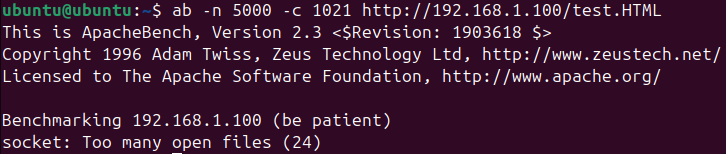 ubuntu@ubuntu:~$ ab -n 5000 -c 1021 http://192.168.1.100/test.HTML
This is ApacheBench, Version 2.3 <$Revision: 1903618 $>
Copyright 1996 Adam Twiss, Zeus Technology Ltd, http://www.zeustech.net/
Licensed to The Apache Software Foundation, http://www.apache.org/

Benchmarking 192.168.1.100 (be patient)
socket: Too many open files (24)